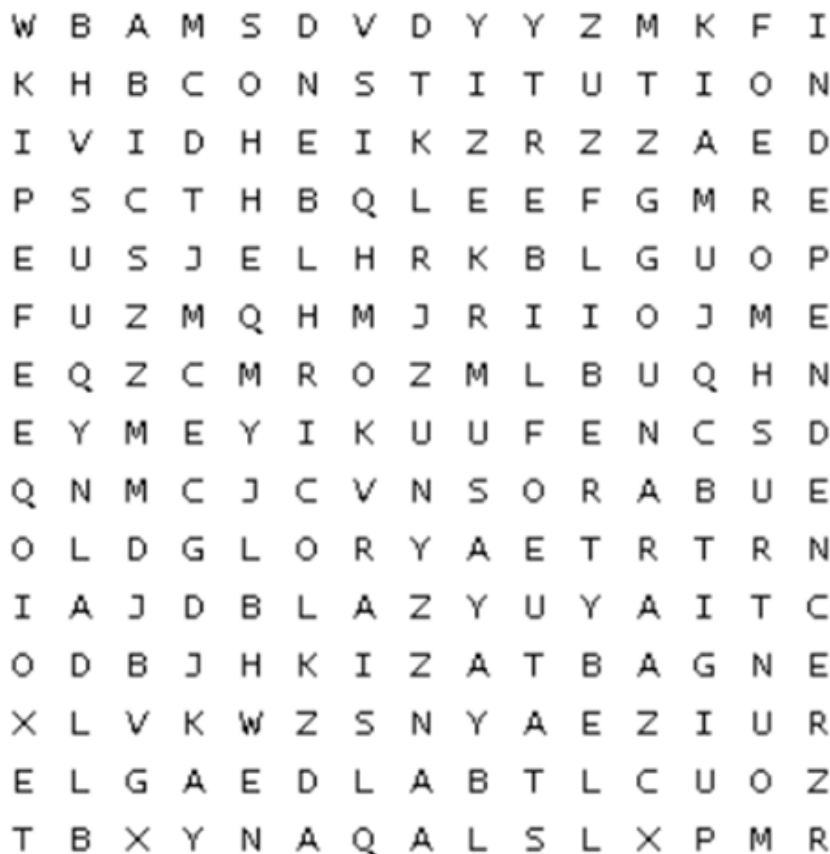 W B A M S D V D Y Y Z M K F I
K H B C O N S T I T U T I O N
I V I D H E I K Z R Z Z A E D
P S C T H B Q L E E F G M R E
E U S J E L H R K B L G U O P
F U Z M Q H M J R I I O J M E
E Q Z C M R O Z M L B U Q H N
E Y M E Y I K U U F E N C S D
Q N M C J C V N S O R A B U E
O L D G L O R Y A E T R T R N
I A J D B L A Z Y U Y A I T C
O D B J H K I Z A T B A G N E
X L V K W Z S N Y A E Z I U R
E L G A E D L A B T L C U O Z
T B X Y N A Q A L S L X P M R